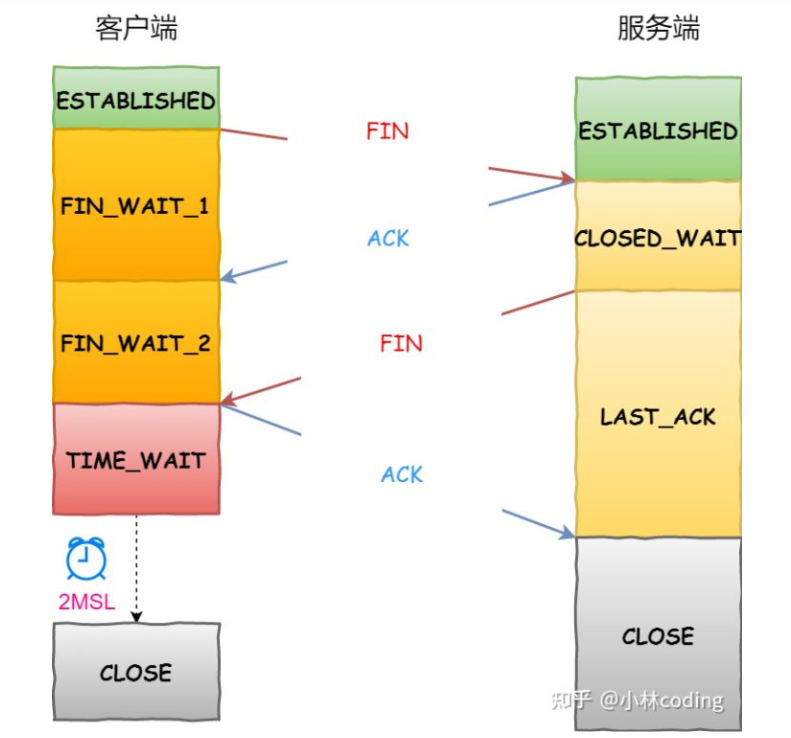 客户端
服务端
ESTABLISHED
ESTABLISHED
FIN
FIN_WAIT_1
ACK
CLOSED_WAIT
FIN_WAIT_2
FIN
LAST_ACK
TIME_WAIT
ACK
2MSL
CLOSE
CLOSE
知乎 @小林coding